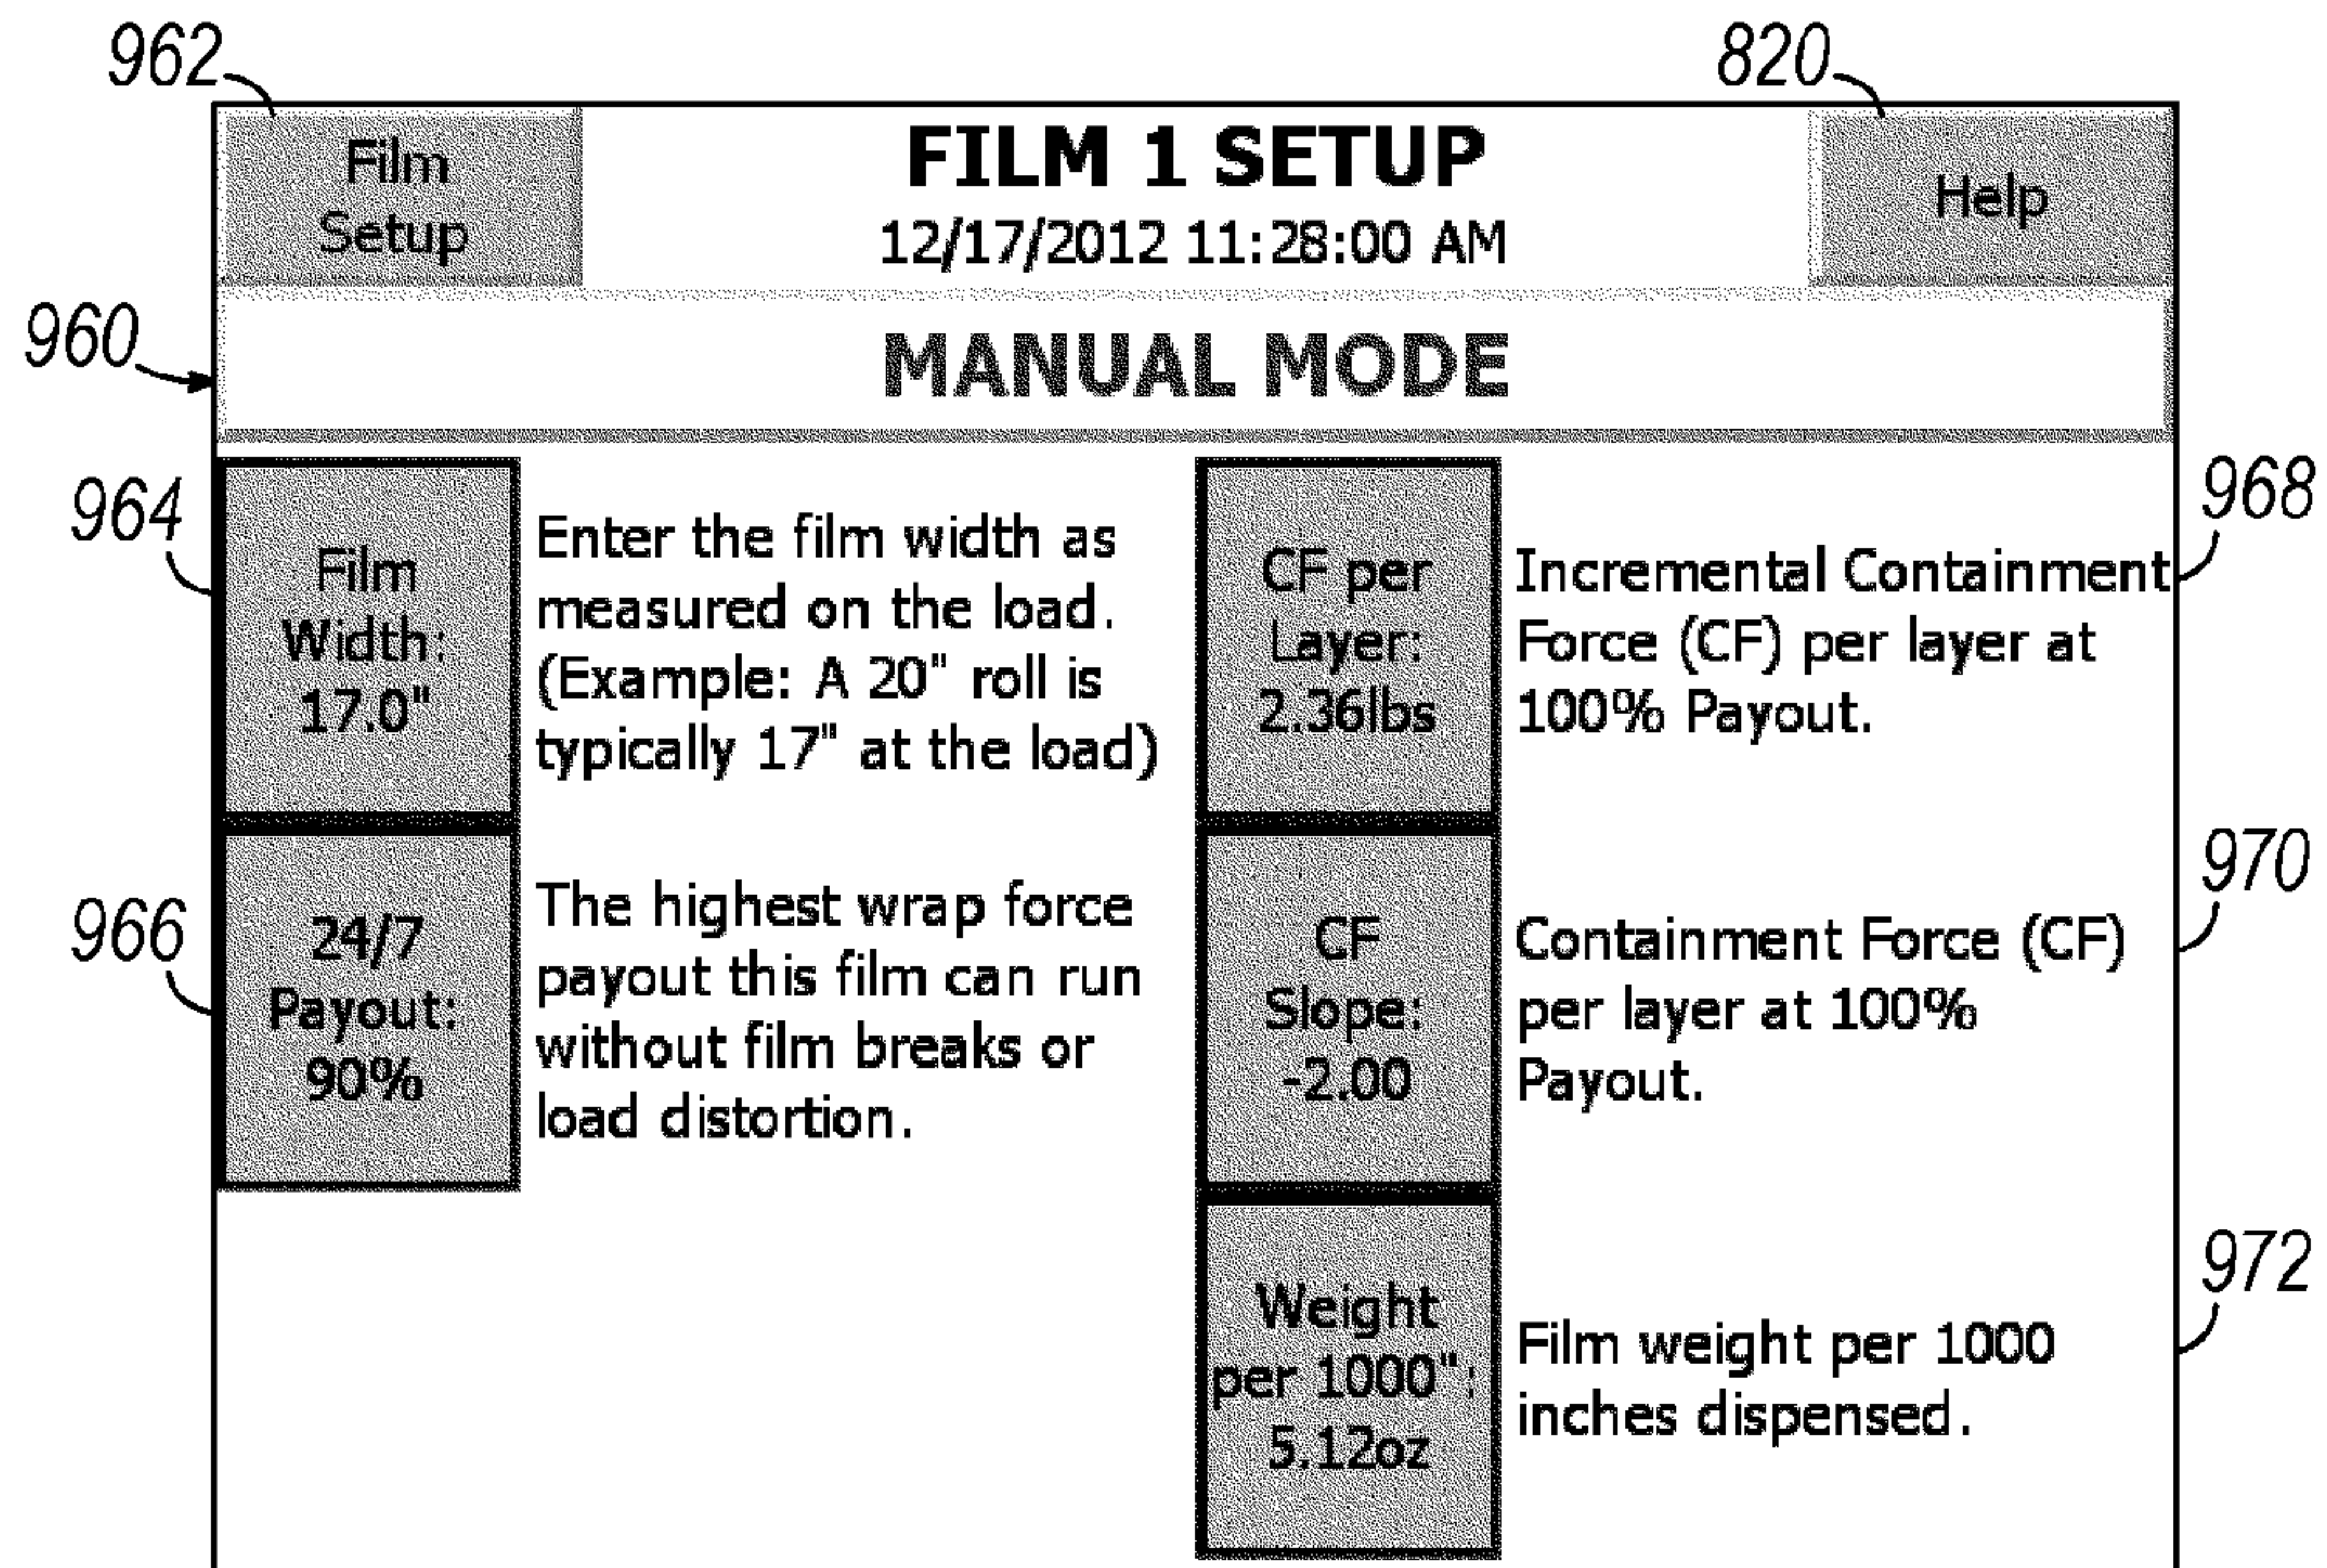 962
820
Film
Setup
FILM 1 SETUP
12/17/2012 11:28:00 AM
Help
960
MANUAL MODE
964
Film
Width:
17.0"
Enter the film width as
measured on the load.
(Example: A 20" roll is
typically 17" at the load)
CF per
Layer:
2.36lbs
Incremental Containment
Force (CF) per layer at
100% Payout.
968
966
24/7
Payout:
90%
The highest wrap force
payout this film can run
without film breaks or
load distortion.
CF
Slope:
-2.00
Containment Force (CF)
per layer at 100%
Payout.
970
Weight
per 1000":
5.12oz
Film weight per 1000
inches dispensed.
972